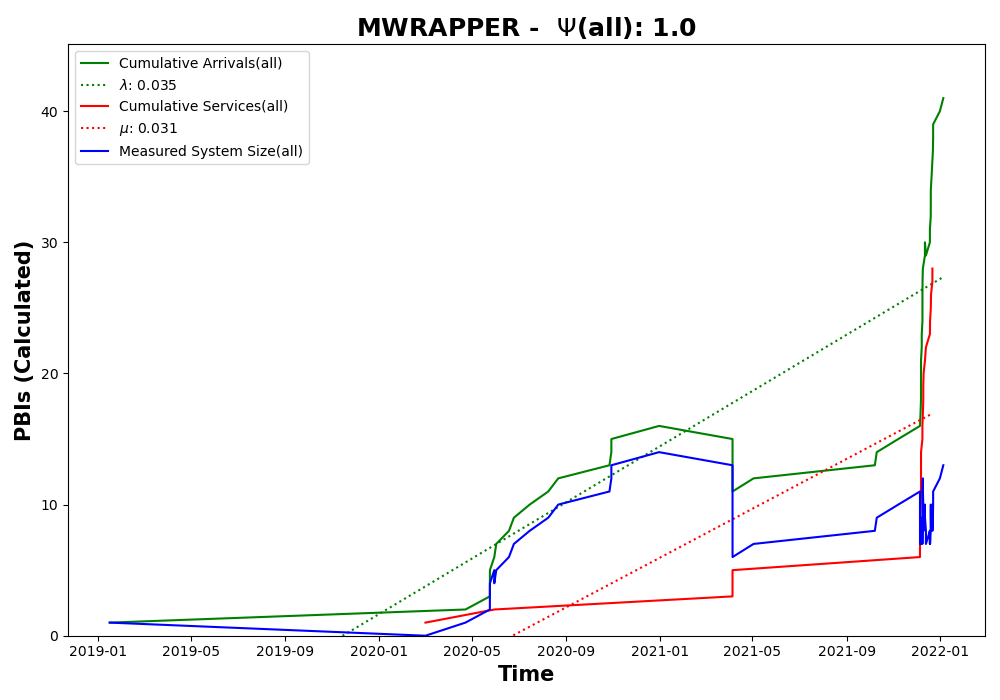 MWRAPPER - Ψ(all): 1.0
Cumulative Arrivals(all)
λ: 0.035
Cumulative Services(all)
μ: 0.031
Measured System Size(all)
PBIs (Calculated)
40
30
20
10
0
2019-01 2019-05 2019-09 2020-01 2020-05 2020-09 2021-01 2021-05 2021-09 2022-01
Time